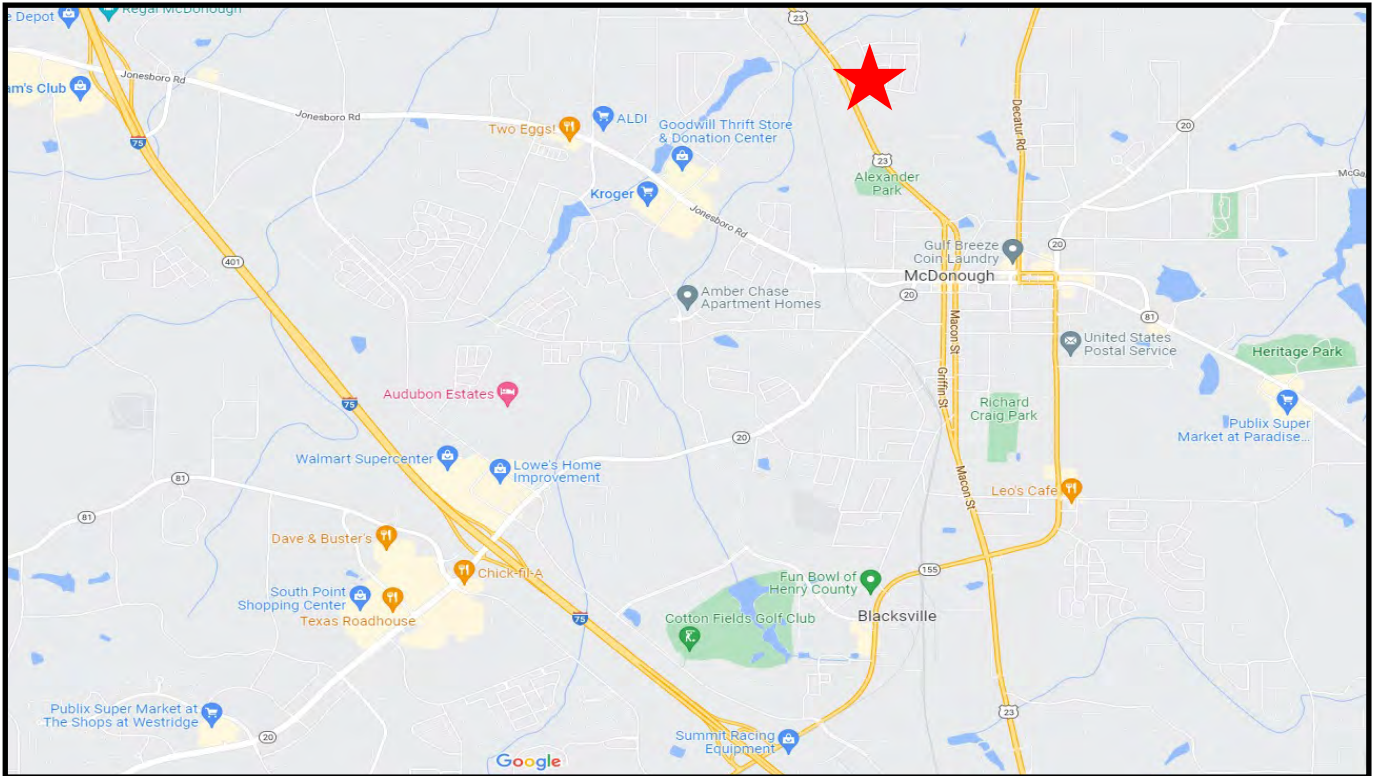 e Depot
Regal McDonough
23
Jonesboro Rd
am's Club
75
Jonesboro Rd
Two Eggs!
ALDI
Goodwill Thrift Store
& Donation Center
Decatur Rd
20
23
Alexander
Park
Kroger
McGa
Jonesboro Rd
401
Gulf Breeze
Coin Laundry
20
McDonough
Amber Chase
Apartment Homes
20
81
Macon St
United States
Postal Service
Heritage Park
Griffin St
Audubon Estates
75
Richard
Craig Park
Publix Super
Market at Paradise...
20
Walmart Supercenter
Lowe's Home
Improvement
81
Macon St
Leo's Cafe
81
Dave & Buster's
Chick-fil-A
155
Fun Bowl of
Henry County
South Point
Shopping Center
Texas Roadhouse
75
Cotton Fields Golf Club
Blacksville
Publix Super Market at
The Shops at Westridge
20
23
Summit Racing
Equipment
Google